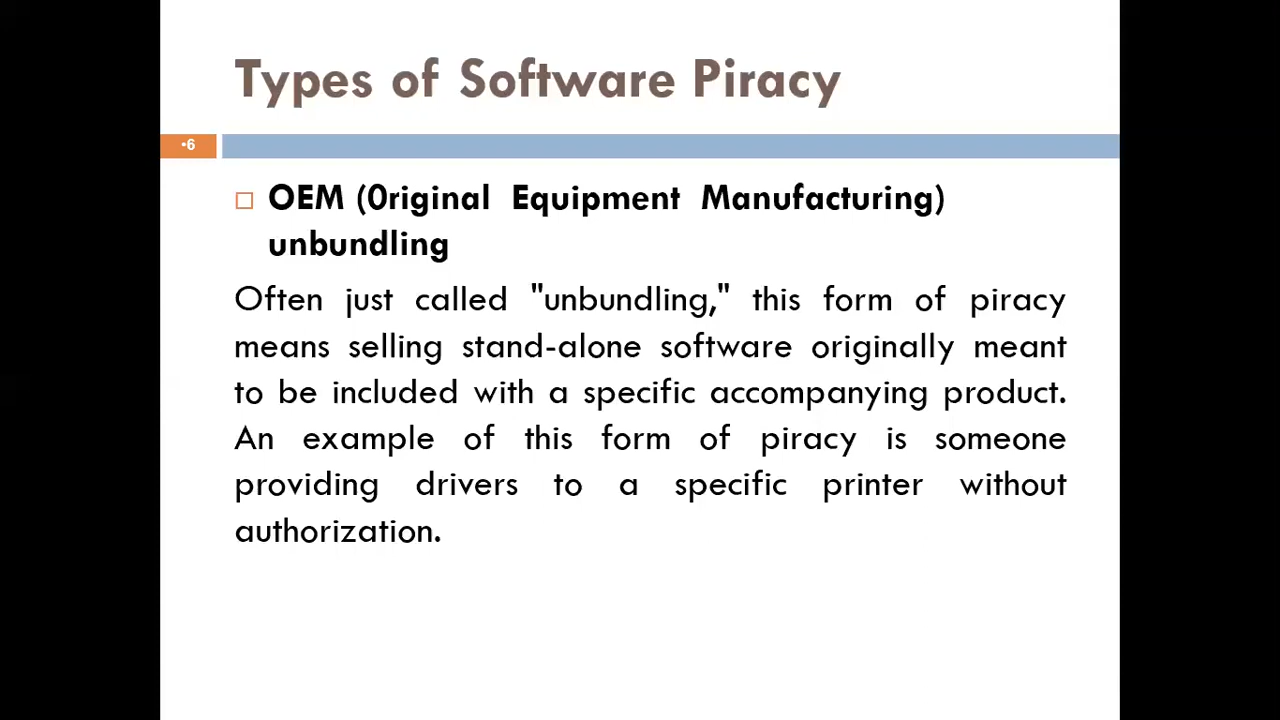 Types of Software Piracy
•6
OEM (0riginal Equipment Manufacturing)
unbundling
Often just called "unbundling," this form of piracy
means selling stand-alone software originally meant
to be included with a specific accompanying product.
An example of this form of piracy is someone
providing drivers to a specific printer without
authorization.